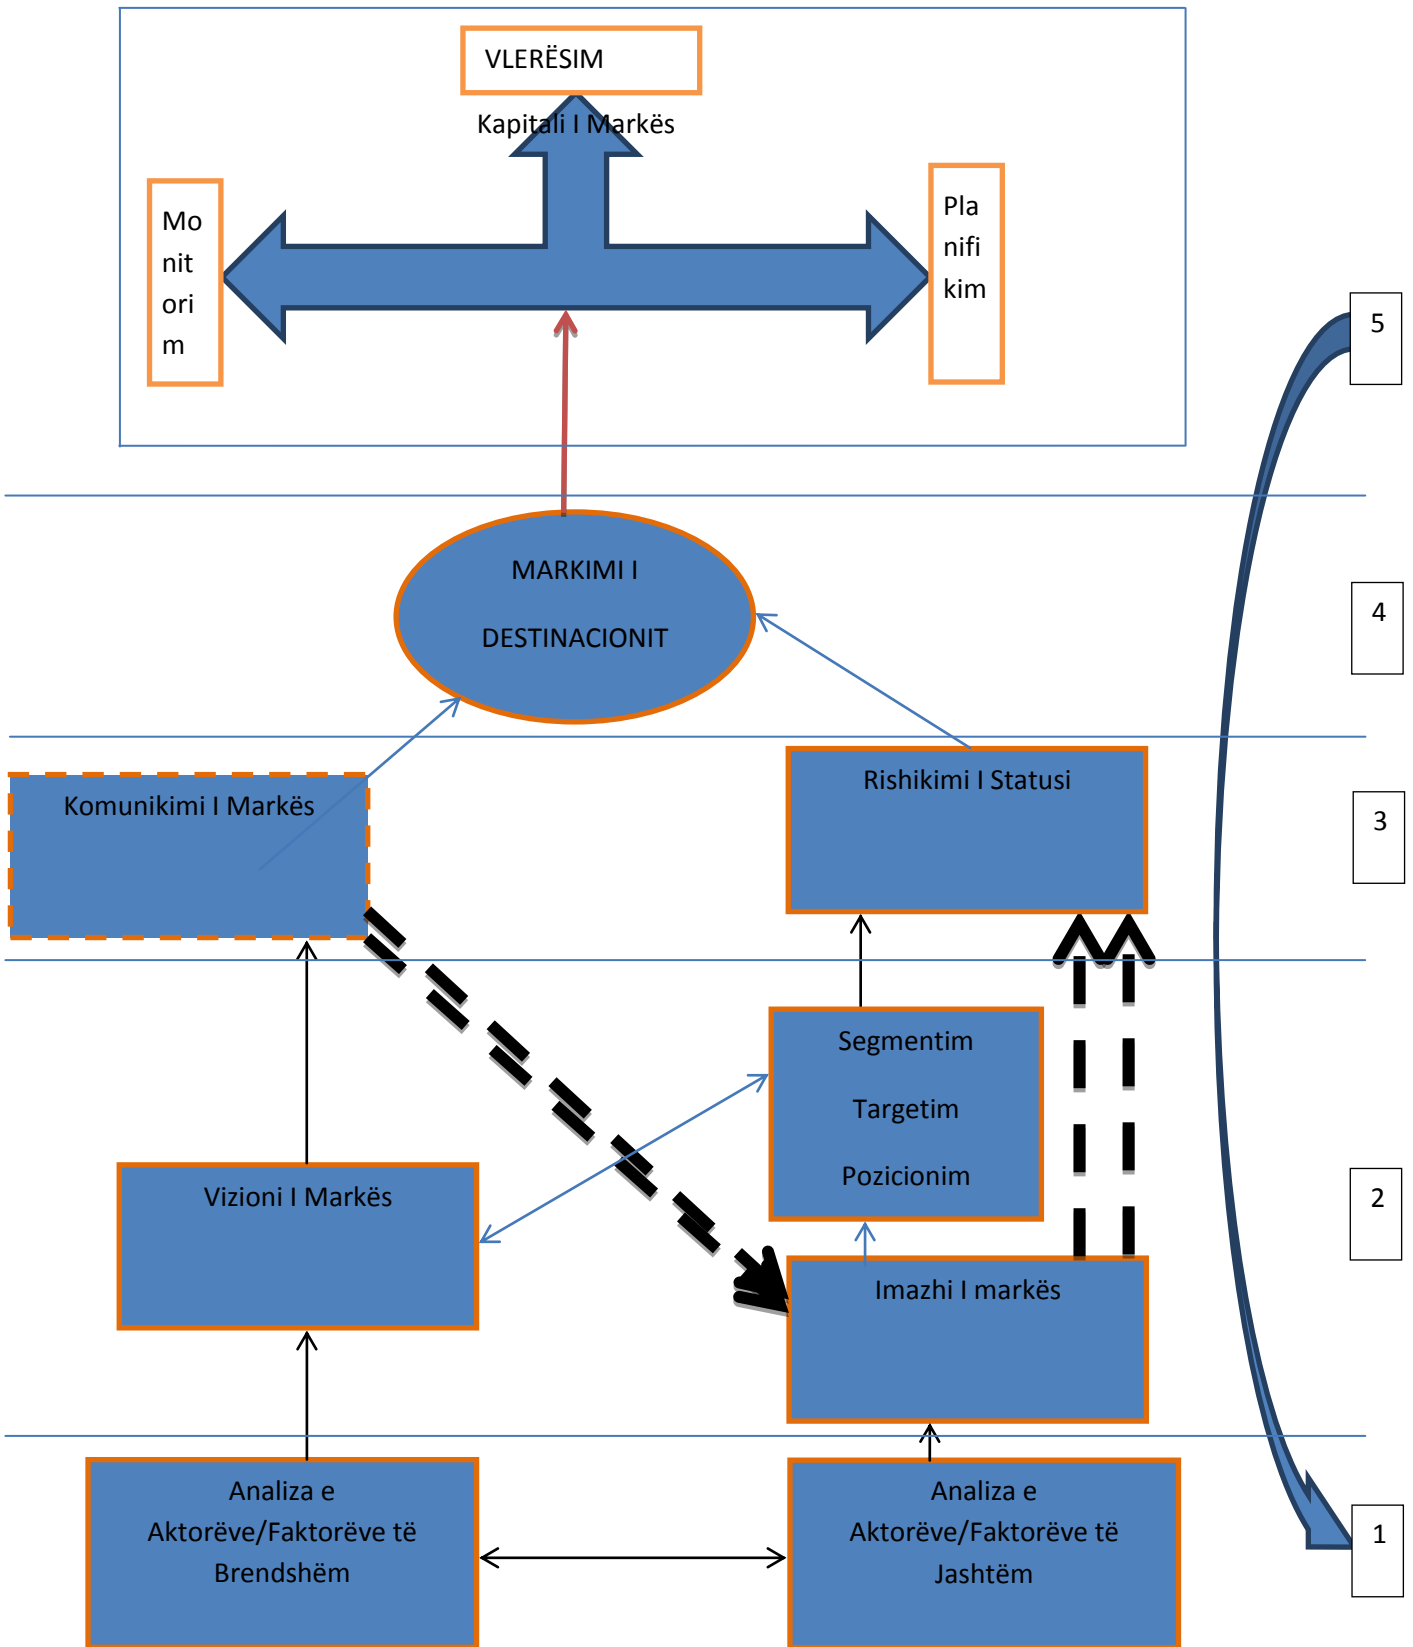 VLERËSIM
Kapitali I Markës
Mo
nit
ori
m
Pla
nifi
kim
5
MARKIMI I
DESTINACIONIT
4
Komunikimi I Markës
Rishikimi I Statusi
3
Segmentim
Targetim
Pozicionim
Vizioni I Markës
2
Imazhi I markës
Analiza e
Aktorëve/Faktorëve të
Brendshëm
Analiza e
Aktorëve/Faktorëve të
Jashtëm
1